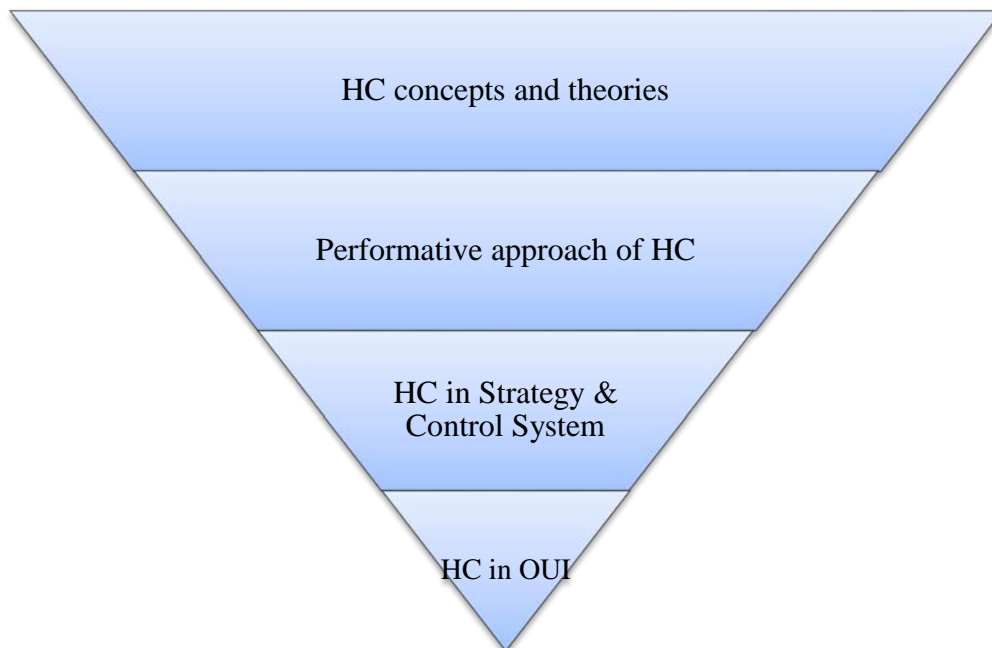 HC concepts and theories
Performative approach of HC
HC in Strategy &
Control System
HC in OUI